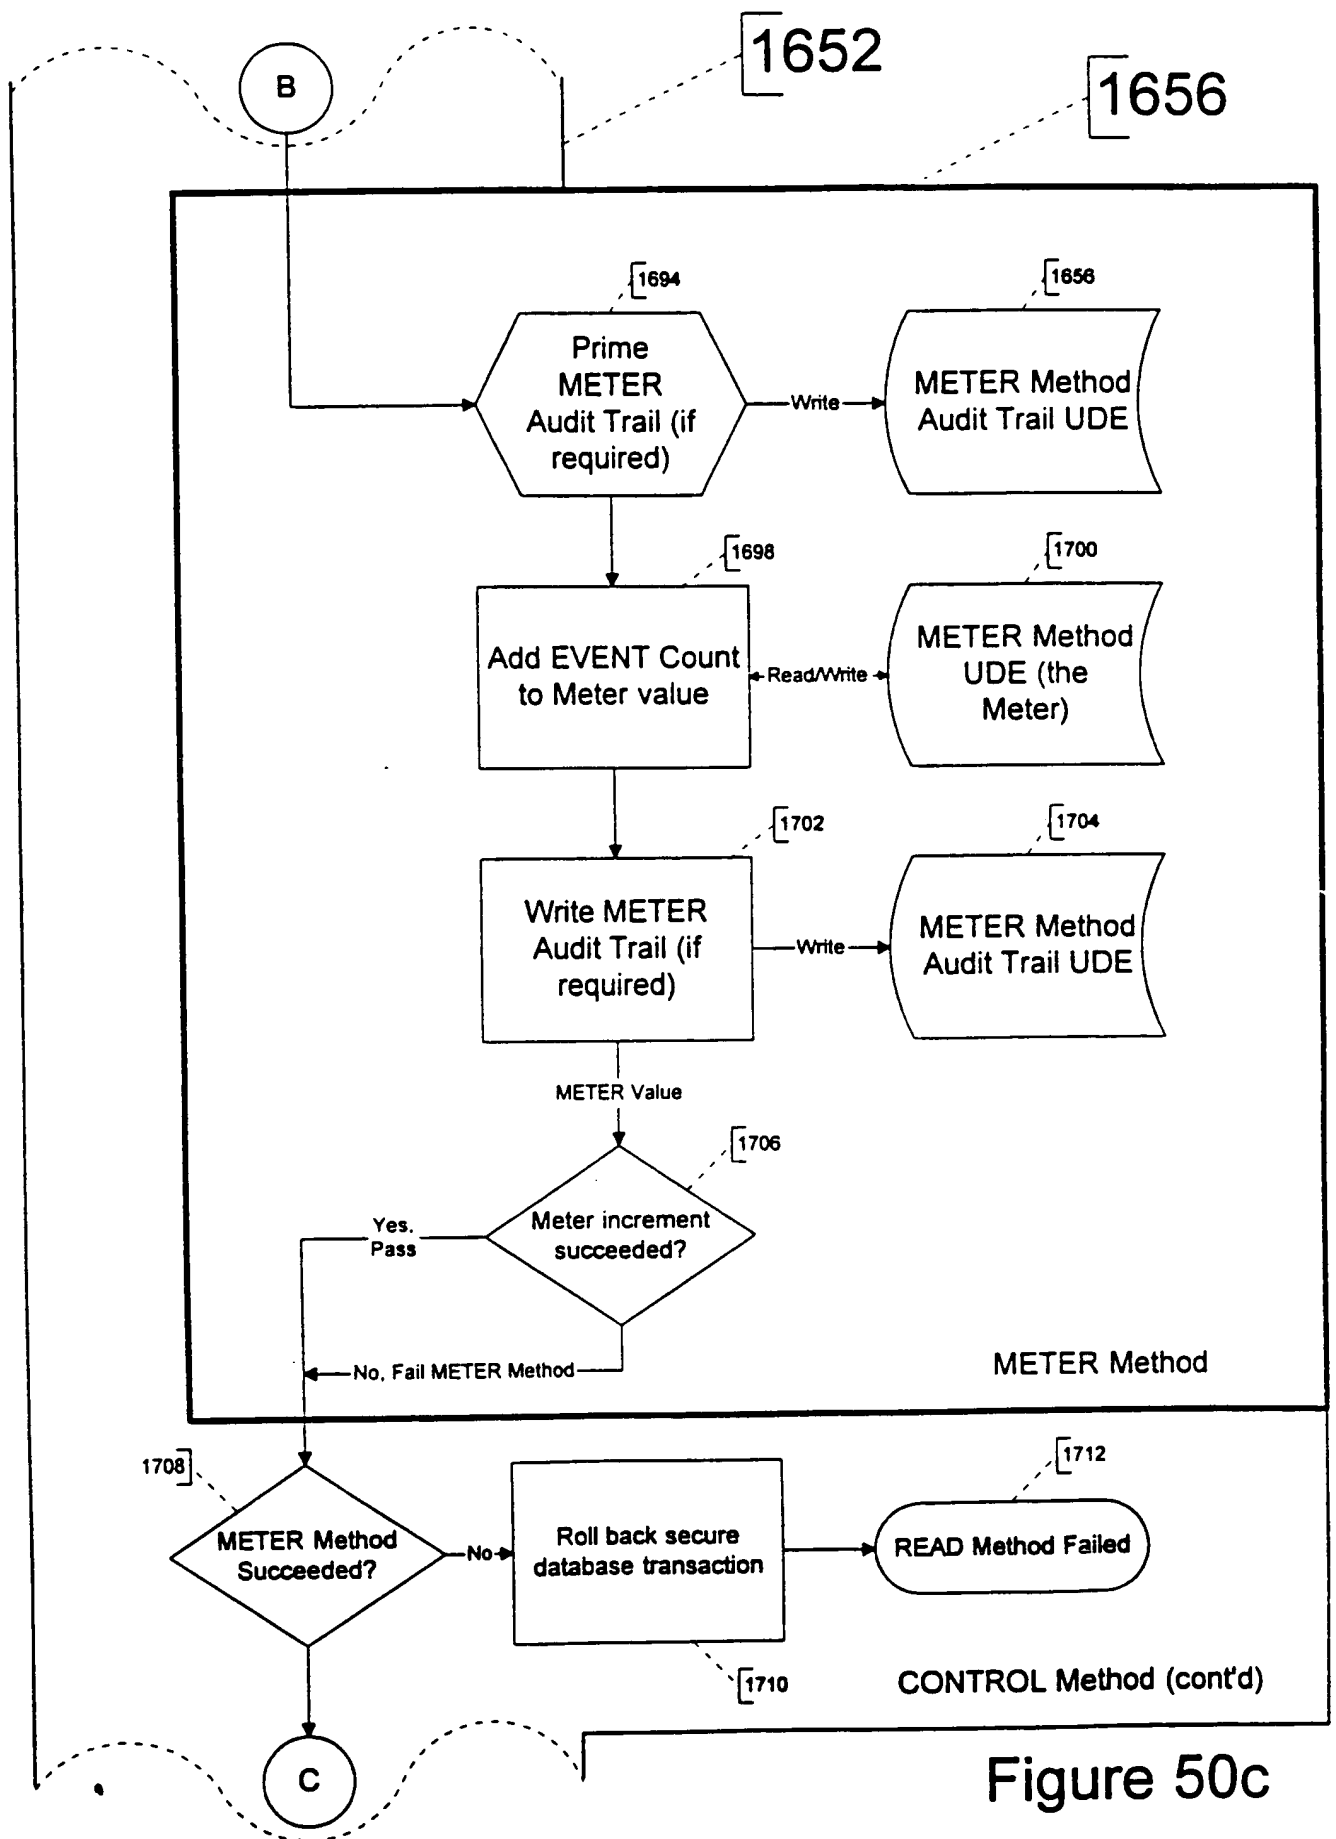 B
1652
1656
1694
Prime
METER
Audit Trail (if
required)
Write
1656
METER Method
Audit Trail UDE
1698
Add EVENT Count
to Meter value
Read/Write
1700
METER Method
UDE (the
Meter)
1702
Write METER
Audit Trail (if
required)
Write
1704
METER Method
Audit Trail UDE
METER Value
1706
Meter increment
succeeded?
Yes.
Pass
No, Fail METER Method
METER Method
1708
METER Method
Succeeded?
No
Roll back secure
database transaction
1710
1712
READ Method Failed
CONTROL Method (cont'd)
C
Figure 50c